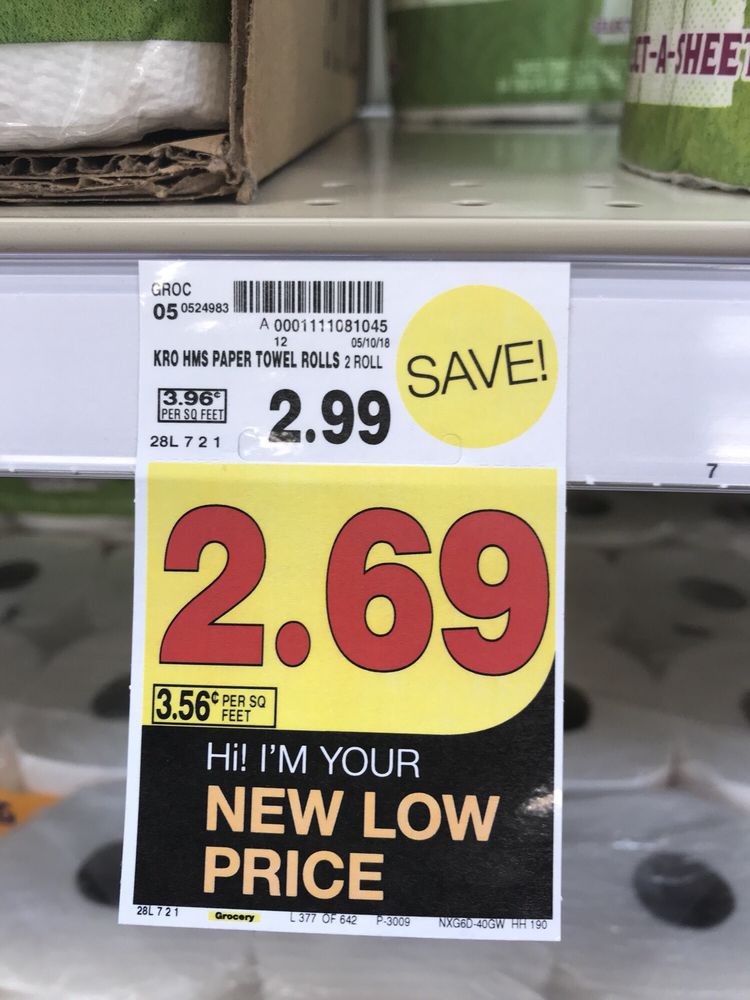 CT-A-SHEET
GROC
05 0524983
A 0001111081045
12 05/10/18
KRO HMS PAPER TOWEL ROLLS 2 ROLL
SAVE!
3.96¢
PER SQ FEET
2.99
28L 7 2 1
7
2.69
3.56¢ PER SQ
FEET
Hi! I'M YOUR
NEW LOW
PRICE
28L 7 2 1
Grocery L 377 OF 642 P-3009 NXG6D-40GW HH 190